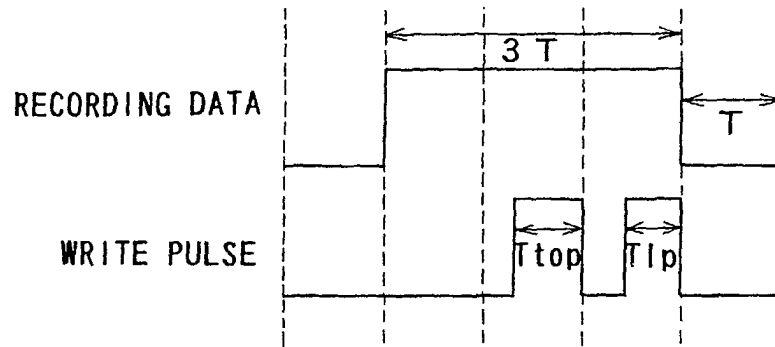 3 T
RECORDING DATA
T
WRITE PULSE
Ttop
Tlp